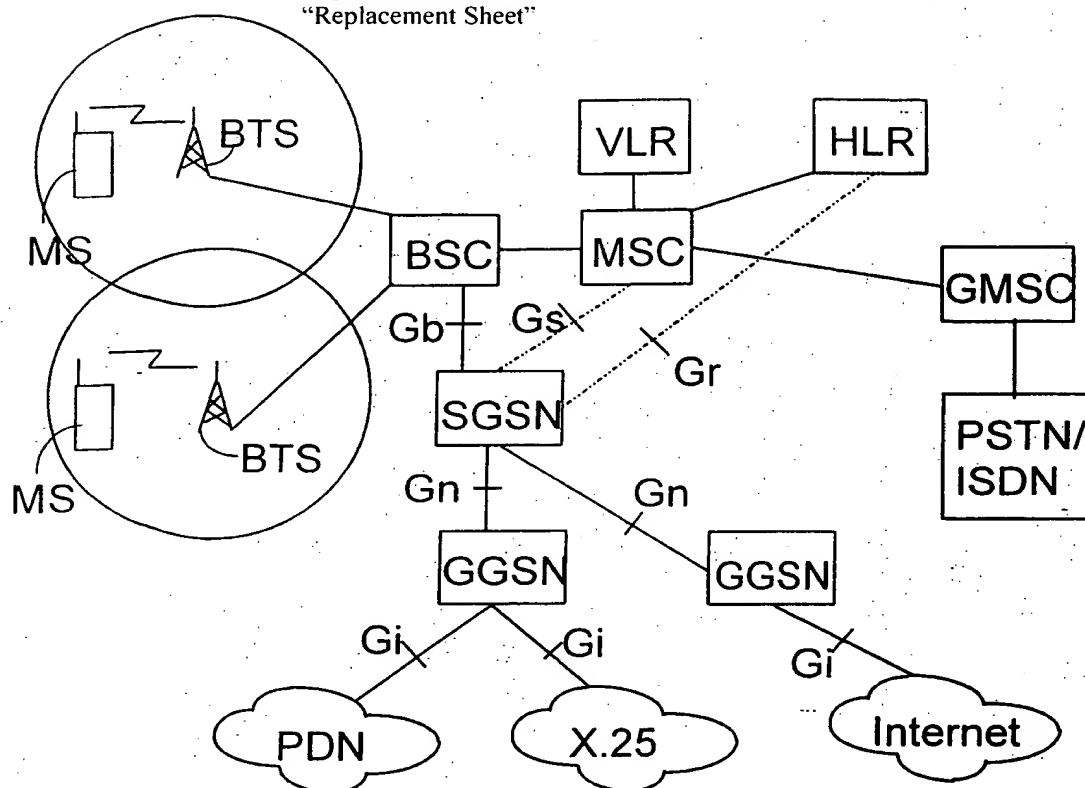 “Replacement Sheet”
BTS
MS
VLR
HLR
BSC
MSC
GMSC
Gb
Gs
Gr
SGSN
PSTN/
ISDN
BTS
MS
Gn
Gn
GGSN
GGSN
Gi
Gi
Gi
PDN
X.25
Internet